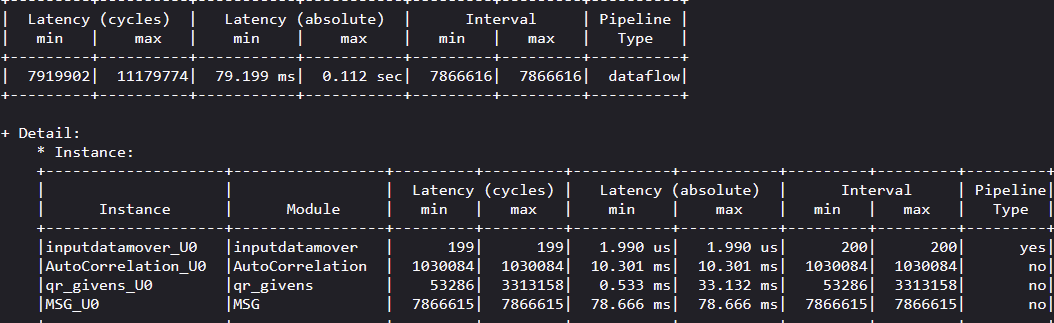 +---------+---------+-----------+-----------+---------+---------+----------+
|  Latency (cycles)  |  Latency (absolute)  |      Interval      | Pipeline |
|   min   |    max   |    min    |    max    |   min   |   max   |   Type   |
+---------+----------+-----------+-----------+---------+---------+----------+
|  7919902|  11179774|  79.199 ms|  0.112 sec|  7866616|  7866616|  dataflow|
+---------+----------+-----------+-----------+---------+---------+----------+
+ Detail:
* Instance:
+--------------------+-----------------+---------+---------+-----------+-----------+---------+---------+---------+
|                    |                 |  Latency (cycles) |  Latency (absolute)   |      Interval     | Pipeline|
|      Instance      |      Module     |   min   |   max   |    min    |    max    |   min   |   max   |   Type  |
+--------------------+-----------------+---------+---------+-----------+-----------+---------+---------+---------+
|inputdatamover_U0   |inputdatamover   |      199|      199|   1.990 us|   1.990 us|      200|      200|      yes|
|AutoCorrelation_U0  |AutoCorrelation  |  1030084|  1030084|  10.301 ms|  10.301 ms|  1030084|  1030084|       no|
|qr_givens_U0        |qr_givens        |    53286|  3313158|   0.533 ms|  33.132 ms|    53286|  3313158|       no|
|MSG_U0              |MSG              |  7866615|  7866615|  78.666 ms|  78.666 ms|  7866615|  7866615|       no|